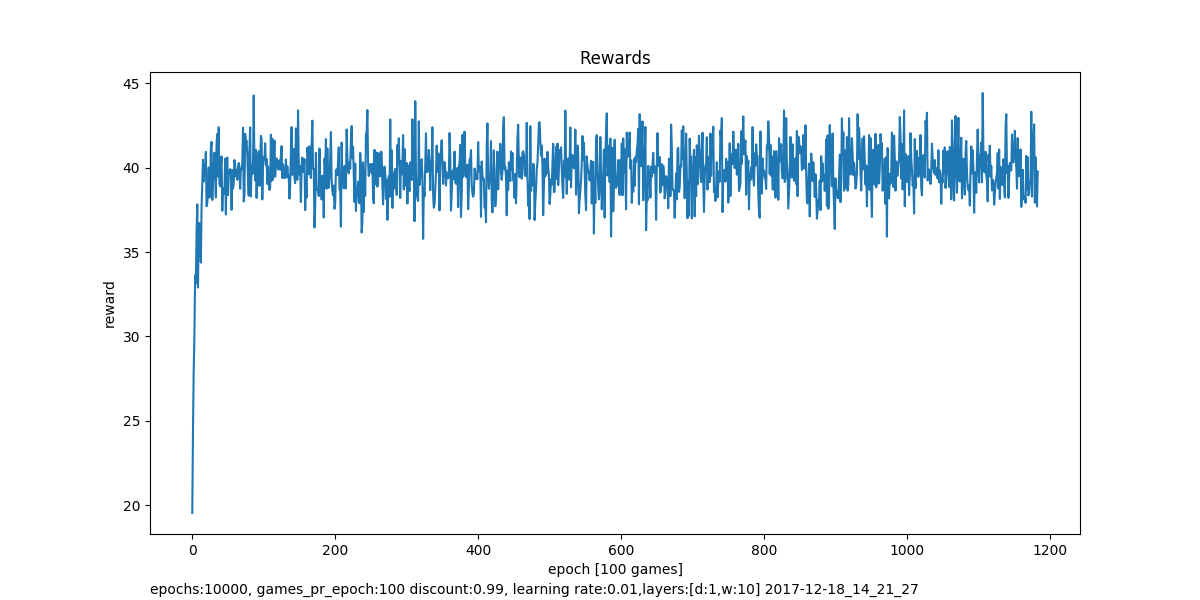 Rewards
45
40
35
30
25
20
reward
0 200 400 600 800 1000 1200
epoch [100 games]
epochs:10000, games_pr_epoch:100 discount:0.99, learning rate:0.01,layers:[d:1,w:10] 2017-12-18_14_21_27